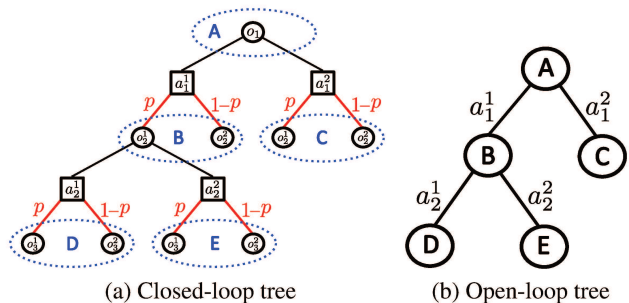 A o₁
A
a₁¹ a₁²
p 1–p p 1–p
a₁¹ a₁²
o₂¹ B o₂² o₂¹ C o₂²
B C
a₂¹ a₂²
a₂¹ a₂²
p 1–p p 1–p
o₃¹ D o₃² o₃¹ E o₃²
D E
(a) Closed-loop tree
(b) Open-loop tree